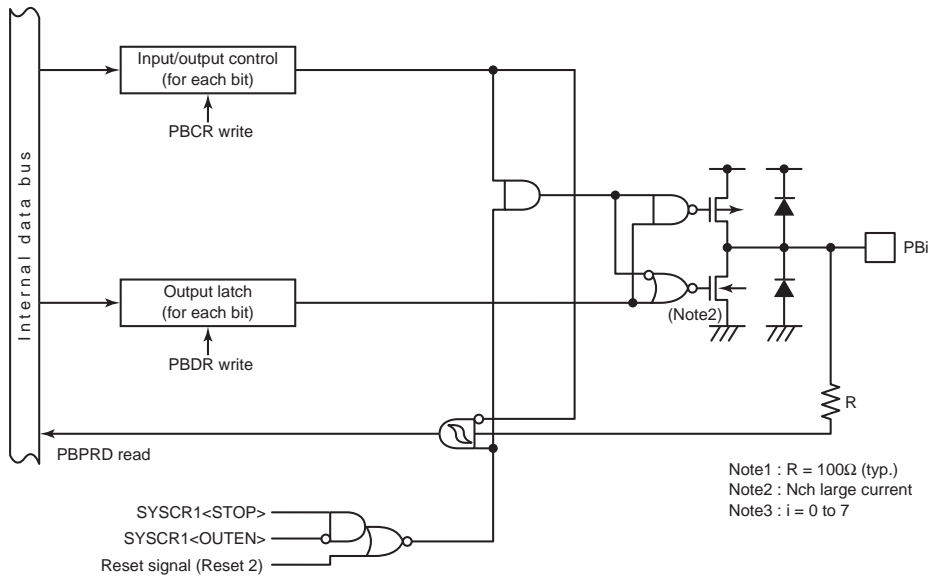 Internal data bus
Input/output control
(for each bit)
PBCR write
Output latch
(for each bit)
PBDR write
(Note2)
PBi
R
PBPRD read
SYSCR1<STOP>
SYSCR1<OUTEN>
Reset signal (Reset 2)
Note1 : R = 100Ω (typ.)
Note2 : Nch large current
Note3 : i = 0 to 7